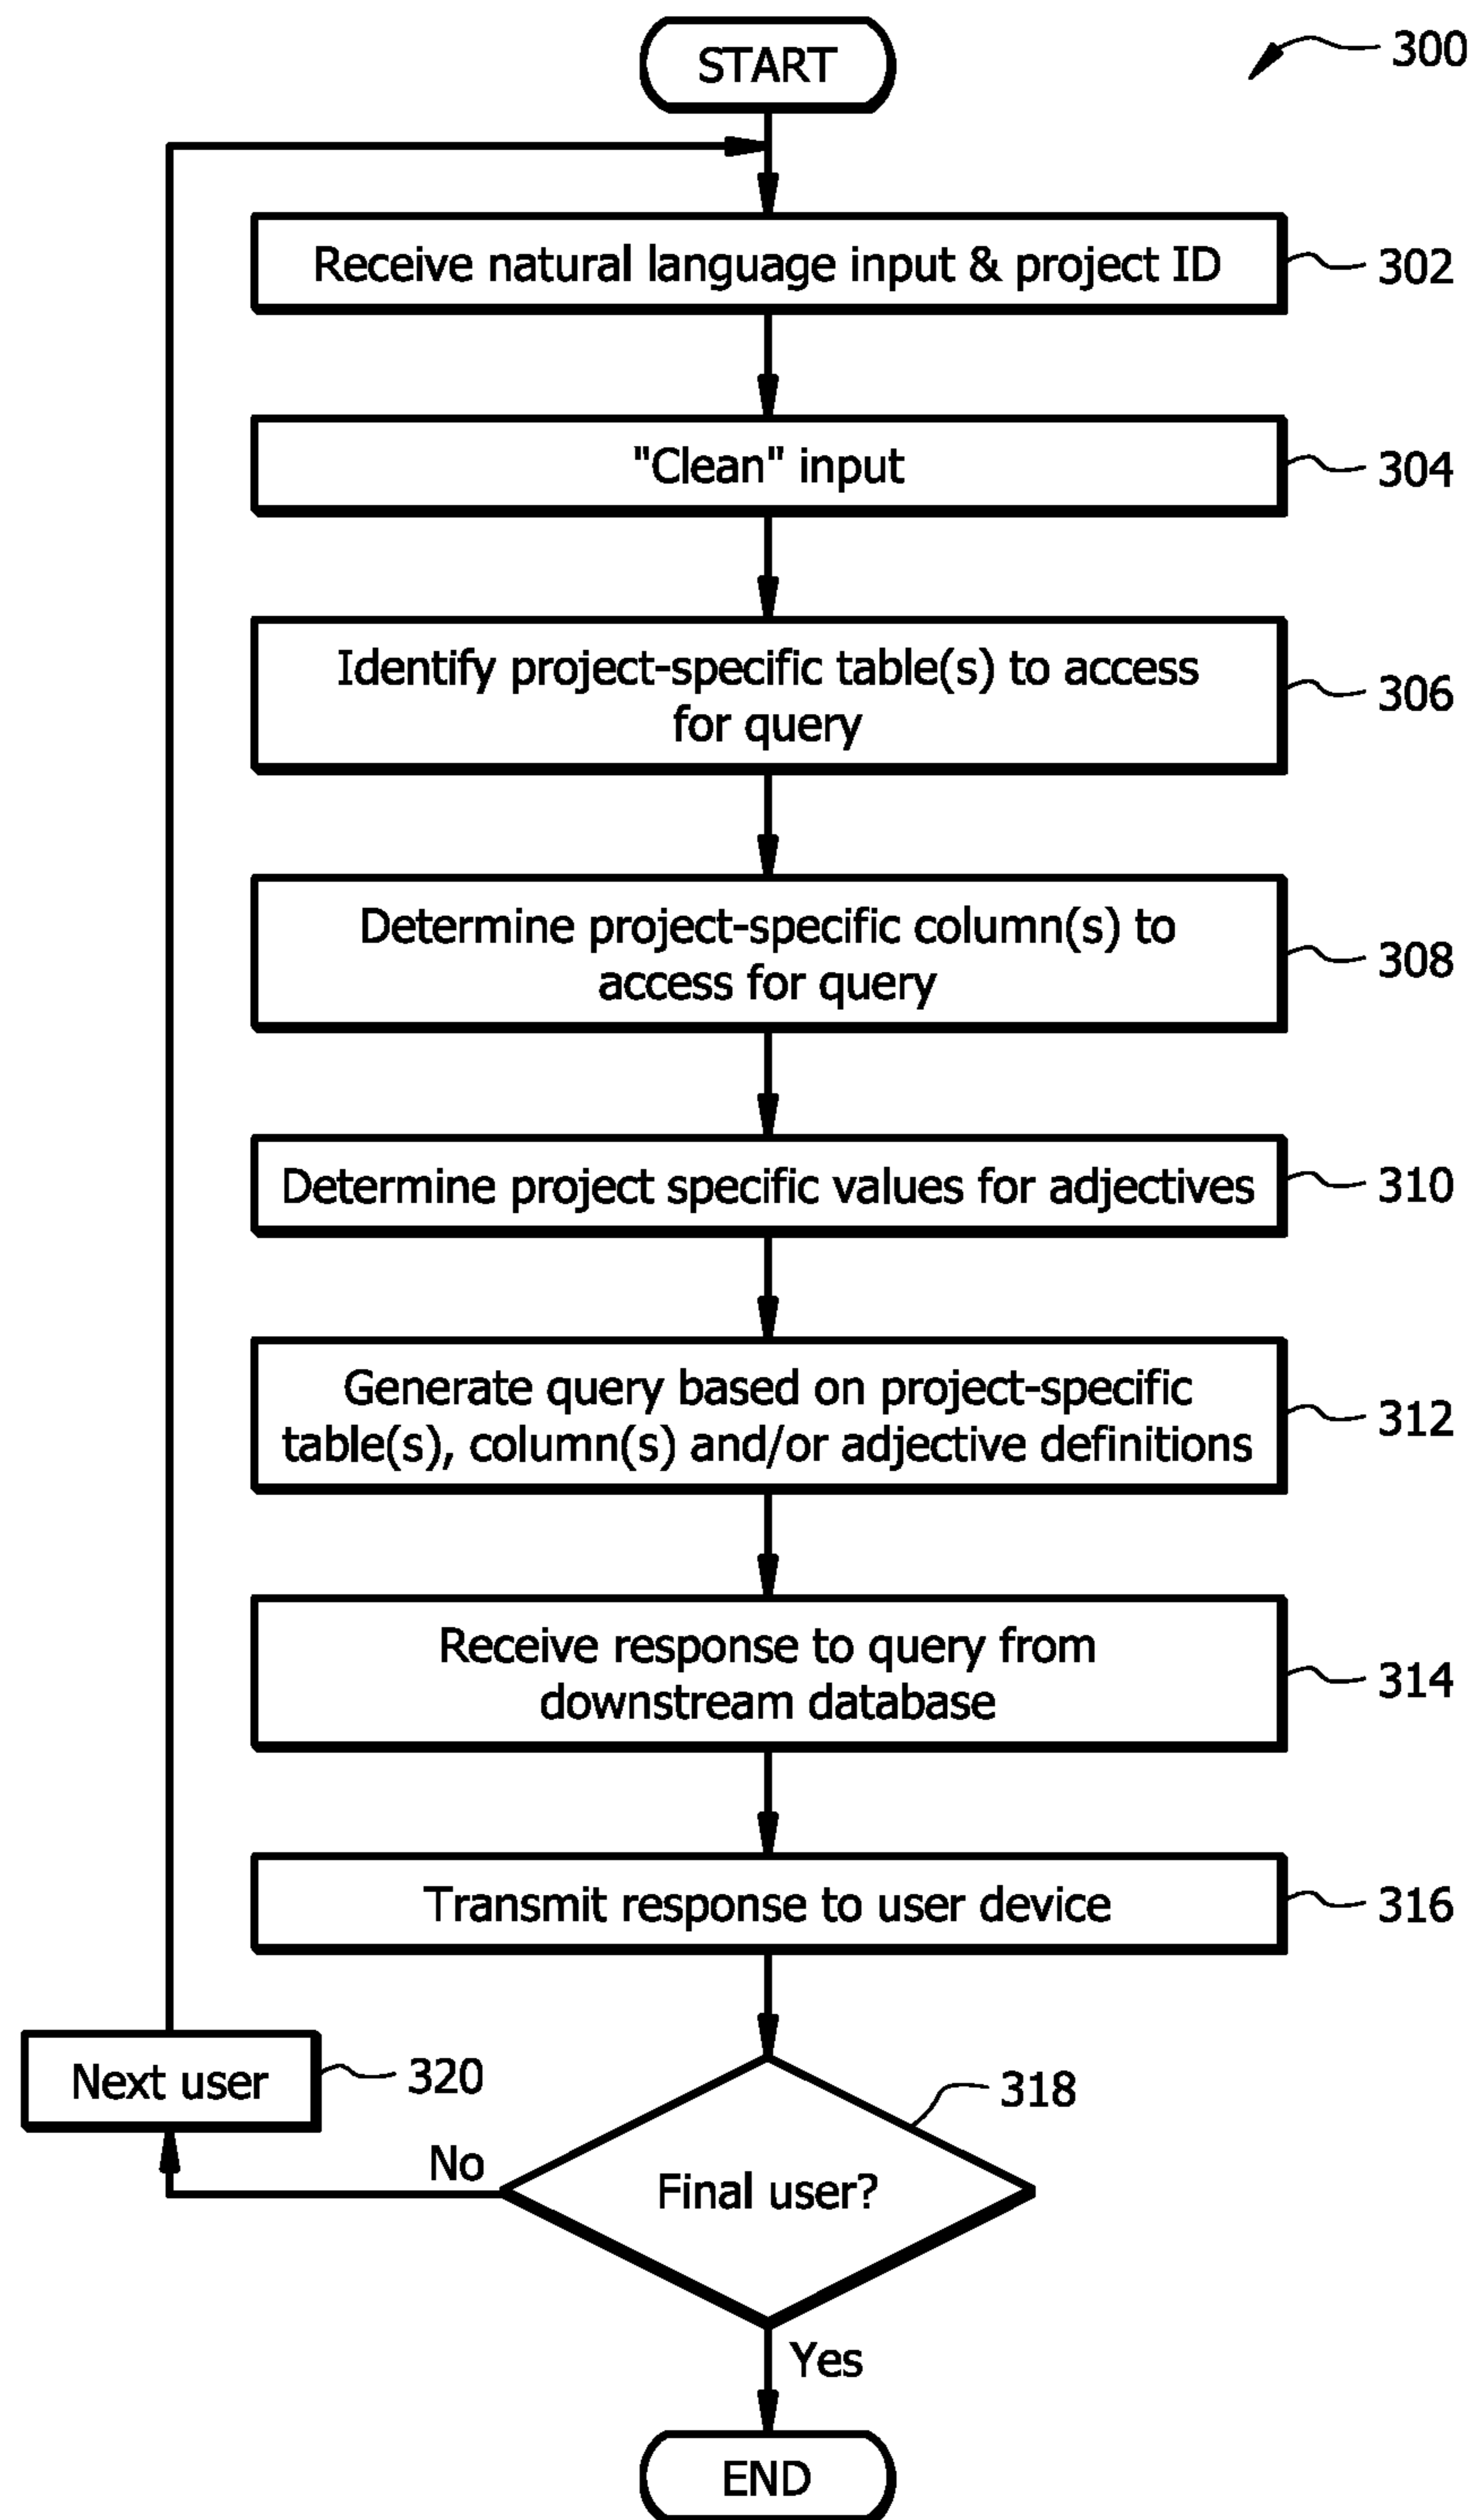 START
300
Receive natural language input & project ID
302
"Clean" input
304
Identify project-specific table(s) to access
for query
306
Determine project-specific column(s) to
access for query
308
Determine project specific values for adjectives
310
Generate query based on project-specific
table(s), column(s) and/or adjective definitions
312
Receive response to query from
downstream database
314
Transmit response to user device
316
Next user
320
318
No
Final user?
Yes
END